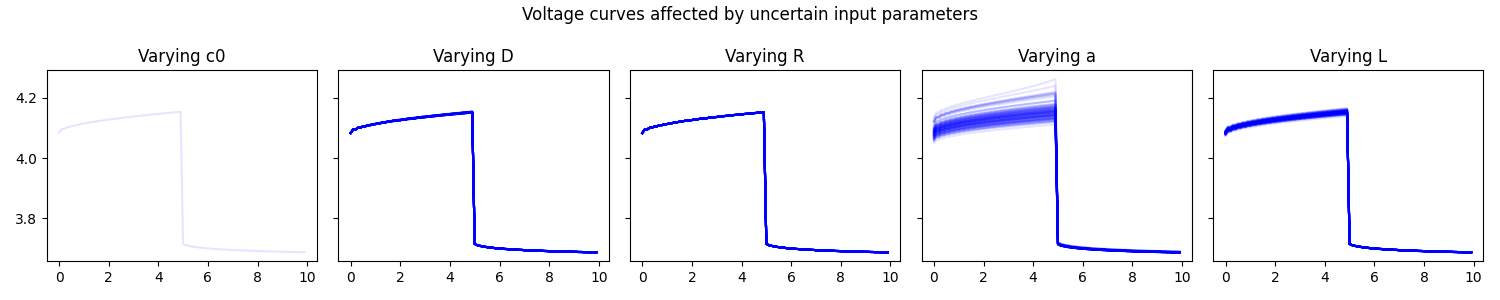 Voltage curves affected by uncertain input parameters
Varying c0
Varying D
Varying R
Varying a
Varying L
4.2
4.0
3.8
0 2 4 6 8 10
0 2 4 6 8 10
0 2 4 6 8 10
0 2 4 6 8 10
0 2 4 6 8 10